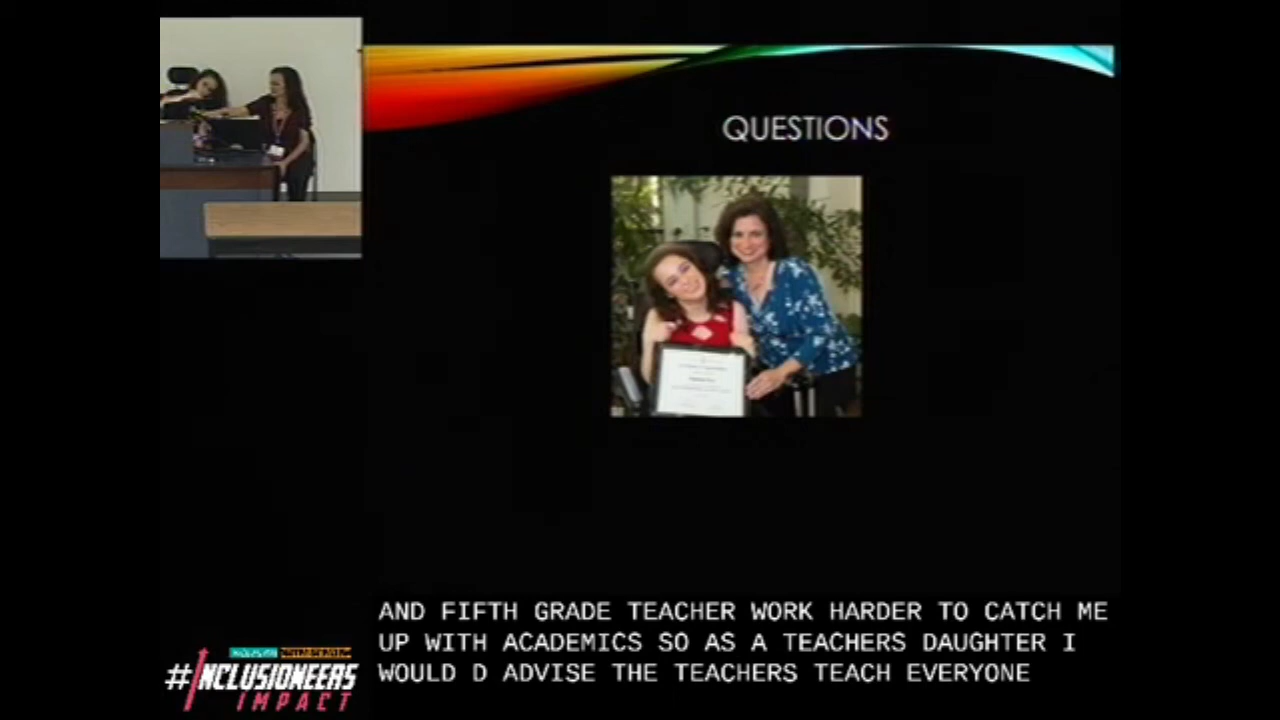 QUESTIONS
AND FIFTH GRADE TEACHER WORK HARDER TO CATCH ME
UP WITH ACADEMICS SO AS A TEACHERS DAUGHTER I
WOULD D ADVISE THE TEACHERS TEACH EVERYONE
#INCLUSIONEERS
IMPACT